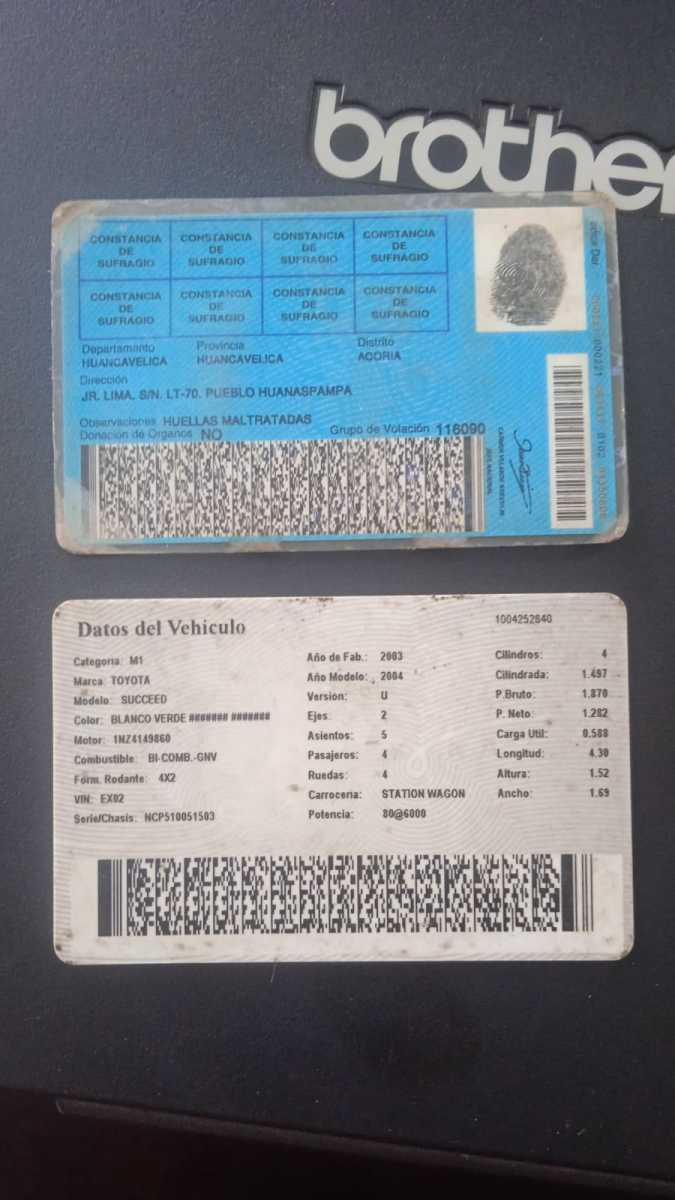 brother
CONSTANCIA DE SUFRAGIO
CONSTANCIA DE SUFRAGIO
CONSTANCIA DE SUFRAGIO
CONSTANCIA DE SUFRAGIO
CONSTANCIA DE SUFRAGIO
CONSTANCIA DE SUFRAGIO
CONSTANCIA DE SUFRAGIO
CONSTANCIA DE SUFRAGIO
Departamento Provincia Distrito
HUANCAVELICA HUANCAVELICA ACORIA
Dirección
JR. LIMA. S/N. LT-70. PUEBLO HUANASPAMPA
Observaciones HUELLAS MALTRATADAS
Donación de Organos NO Grupo de Votación 116090
Datos del Vehiculo 1004252640
Categoria: M1 Año de Fab.: 2003 Cilindros: 4
Marca: TOYOTA Año Modelo: 2004 Cilindrada: 1.497
Modelo: SUCCEED Version: U P.Bruto: 1.870
Color: BLANCO VERDE ####### ####### Ejes: 2 P. Neto: 1.282
Motor: 1NZ4149860 Asientos: 5 Carga Util: 0.588
Combustible: BI-COMB.-GNV Pasajeros: 4 Longitud: 4.30
Form. Rodante: 4X2 Ruedas: 4 Altura: 1.52
VIN: EX02 Carroceria: STATION WAGON Ancho: 1.69
Serie/Chasis: NCP510051503 Potencia: 80@6000